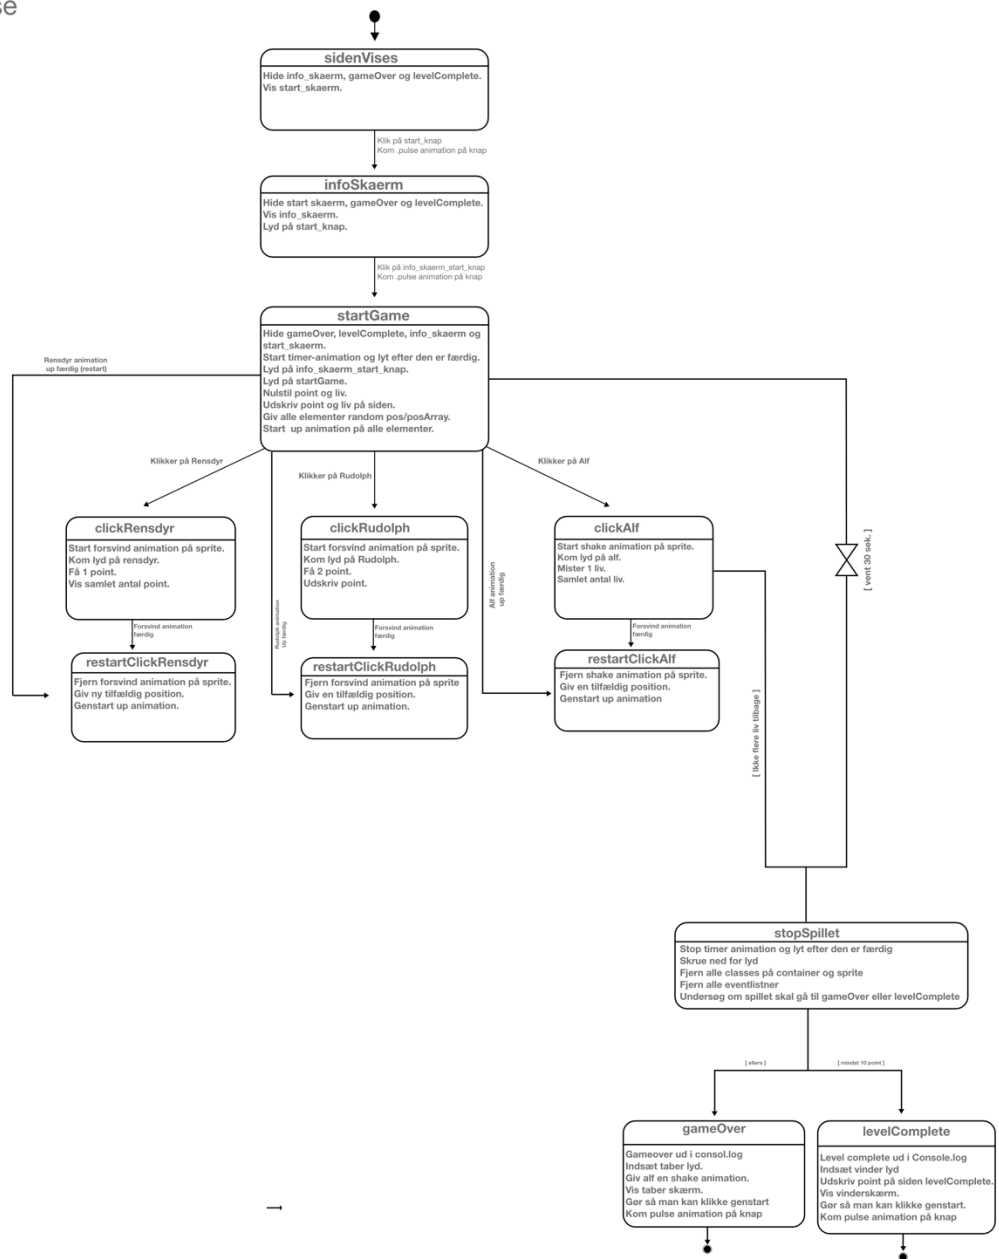 sidenVises
Hide info_skaerm, gameOver og levelComplete.
Vis start_skaerm.
Klik på start_knap
Kom .pulse animation på knap
infoSkaerm
Hide start skaerm, gameOver og levelComplete.
Vis info_skaerm.
Lyd på start_knap.
Klik på info_skaerm_start_knap
Kom .pulse animation på knap
startGame
Hide gameOver, levelComplete, info_skaerm og
start_skaerm.
Start timer-animation og lyt efter den er færdig.
Lyd på info_skaerm_start_knap.
Lyd på startGame.
Nulstil point og liv.
Udskriv point og liv på siden.
Giv alle elementer random pos/posArray.
Start up animation på alle elementer.
Rensdyr animation
up færdig (restart)
Klikker på Rensdyr
Klikker på Rudolph
Klikker på Alf
clickRensdyr
Start forsvind animation på sprite.
Kom lyd på rensdyr.
Få 1 point.
Vis samlet antal point.
Forsvind animation
færdig
restartClickRensdyr
Fjern forsvind animation på sprite.
Giv ny tilfældig position.
Genstart up animation.
Rudolph animation
Up færdig
clickRudolph
Start forsvind animation på sprite.
Kom lyd på Rudolph.
Få 2 point.
Udskriv point.
Forsvind animation
færdig
restartClickRudolph
Fjern forsvind animation på sprite
Giv en tilfældig position.
Genstart up animation.
Alf animation
up færdig
clickAlf
Start shake animation på sprite.
Kom lyd på alf.
Mister 1 liv.
Samlet antal liv.
Forsvind animation
færdig
restartClickAlf
Fjern shake animation på sprite.
Giv en tilfældig position.
Genstart up animation
[ Ikke flere liv tilbage ]
[ vent 30 sek. ]
stopSpillet
Stop timer animation og lyt efter den er færdig
Skrue ned for lyd
Fjern alle classes på container og sprite
Fjern alle eventlistner
Undersøg om spillet skal gå til gameOver eller levelComplete
[ ellers ]
[ mindst 10 point ]
gameOver
Gameover ud i consol.log
Indsæt taber lyd.
Giv alf en shake animation.
Vis taber skærm.
Gør så man kan klikke genstart
Kom pulse animation på knap
levelComplete
Level complete ud i Console.log
Indsæt vinder lyd
Udskriv point på siden levelComplete.
Vis vinderskærm.
Gør så man kan klikke genstart.
Kom pulse animation på knap